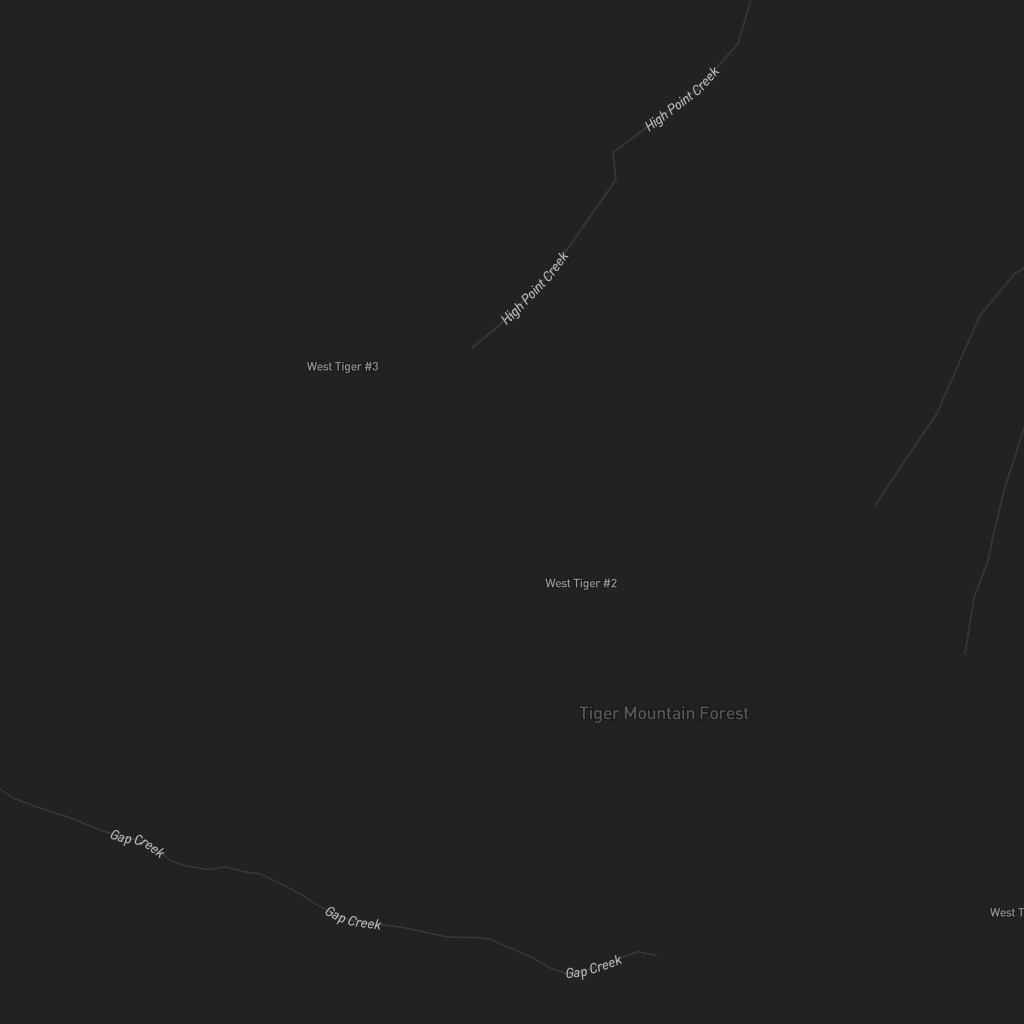 High Point Creek
High Point Creek
West Tiger #3
West Tiger #2
Tiger Mountain Forest
Gap Creek
Gap Creek
West T
Gap Creek